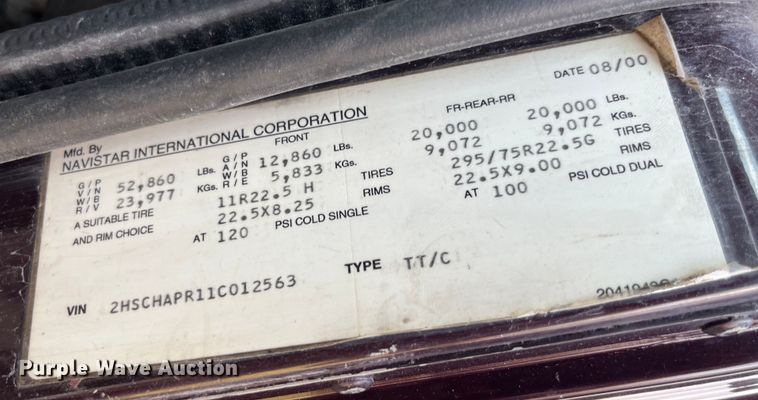 DATE 08/00
Mfd. By
NAVISTAR INTERNATIONAL CORPORATION
FRONT FR-REAR-RR
G/P V/N W/B R/V 52,860 LBs. G/P A/N W/B R/E 12,860 LBs. 20,000 20,000 LBs.
23,977 KGs. 5,833 KGs. 9,072 9,072 KGs.
A SUITABLE TIRE 11R22.5 H TIRES 295/75R22.5G TIRES
AND RIM CHOICE 22.5X8.25 RIMS 22.5X9.00 RIMS
AT 120 PSI COLD SINGLE AT 100 PSI COLD DUAL
VIN 2HSCHAPR11C012563 TYPE TT/C
Purple Wave Auction